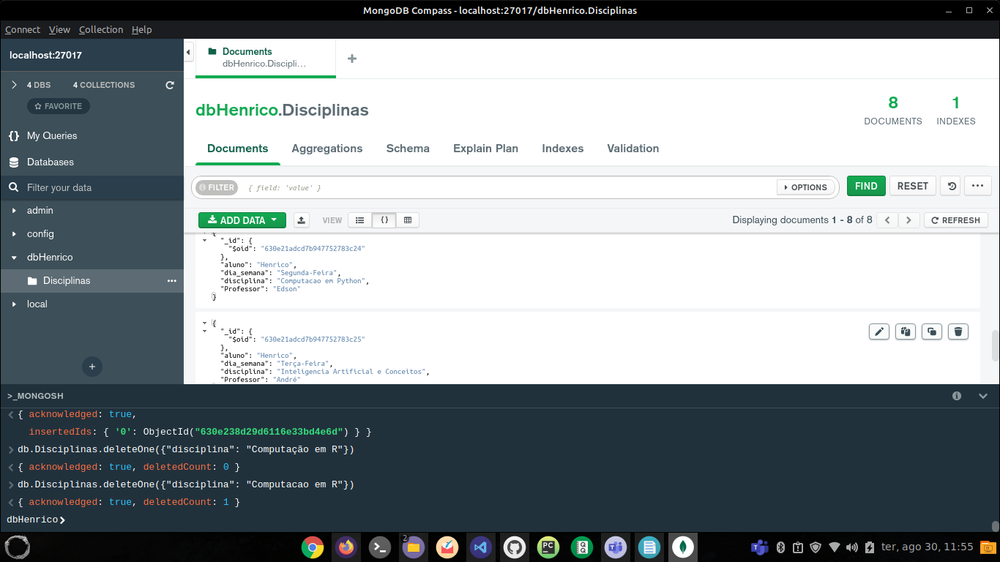 MongoDB Compass - localhost:27017/dbHenrico.Disciplinas
Connect View Collection Help
localhost:27017
4 DBS 4 COLLECTIONS
FAVORITE
{} My Queries
Databases
Filter your data
admin
config
dbHenrico
Disciplinas
local
Documents
dbHenrico.Discipli...
dbHenrico.Disciplinas
8 DOCUMENTS
1 INDEXES
Documents Aggregations Schema Explain Plan Indexes Validation
FILTER { field: 'value' } OPTIONS FIND RESET
ADD DATA VIEW {} Displaying documents 1 - 8 of 8 REFRESH
{
"_id": {
"$oid": "630e21adcd7b947752783c24"
},
"aluno": "Henrico",
"dia_semana": "Segunda-Feira",
"disciplina": "Computacao em Python",
"Professor": "Edson"
}
{
"_id": {
"$oid": "630e21adcd7b947752783c25"
},
"aluno": "Henrico",
"dia_semana": "Terça-Feira",
"disciplina": "Inteligencia Artificial e Conceitos",
"Professor": "André"
>_MONGOSH
{ acknowledged: true,
insertedIds: { '0': ObjectId("630e238d29d6116e33bd4e6d") } }
db.Disciplinas.deleteOne({"disciplina": "Computação em R"})
{ acknowledged: true, deletedCount: 0 }
db.Disciplinas.deleteOne({"disciplina": "Computacao em R"})
{ acknowledged: true, deletedCount: 1 }
dbHenrico>
2
PC
ter, ago 30, 11:55